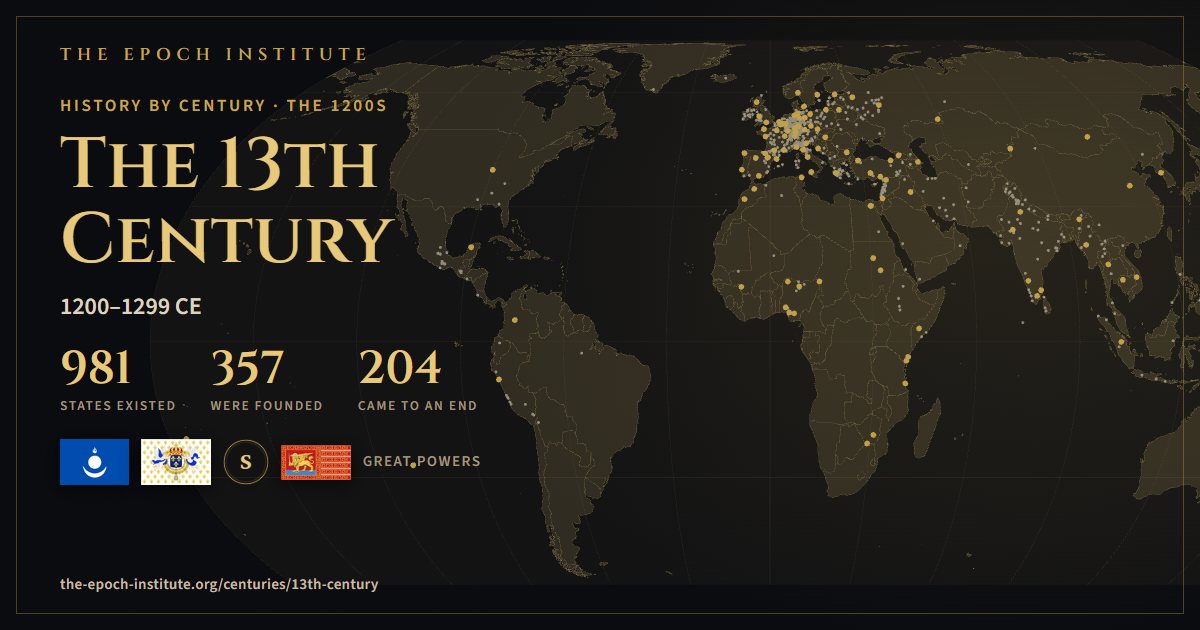 THE EPOCH INSTITUTE
HISTORY BY CENTURY · THE 1200S
THE 13TH
CENTURY
1200–1299 CE
981 357 204
STATES EXISTED WERE FOUNDED CAME TO AN END
S GREAT POWERS
the-epoch-institute.org/centuries/13th-century